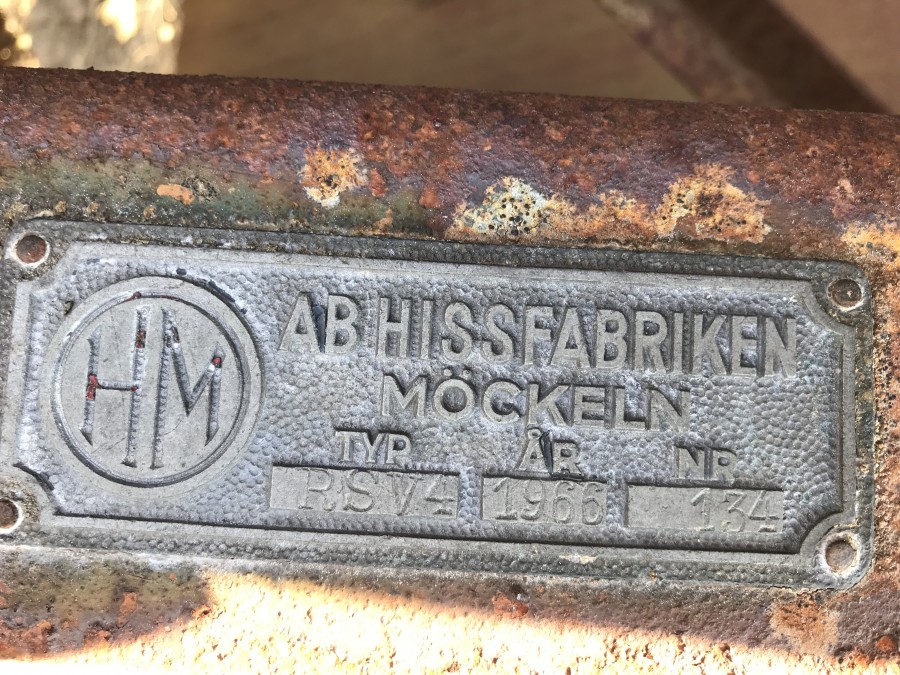 HM
AB HISSFABRIKEN
MÖCKELN
TYP ÅR NR
RSV4 1966 134